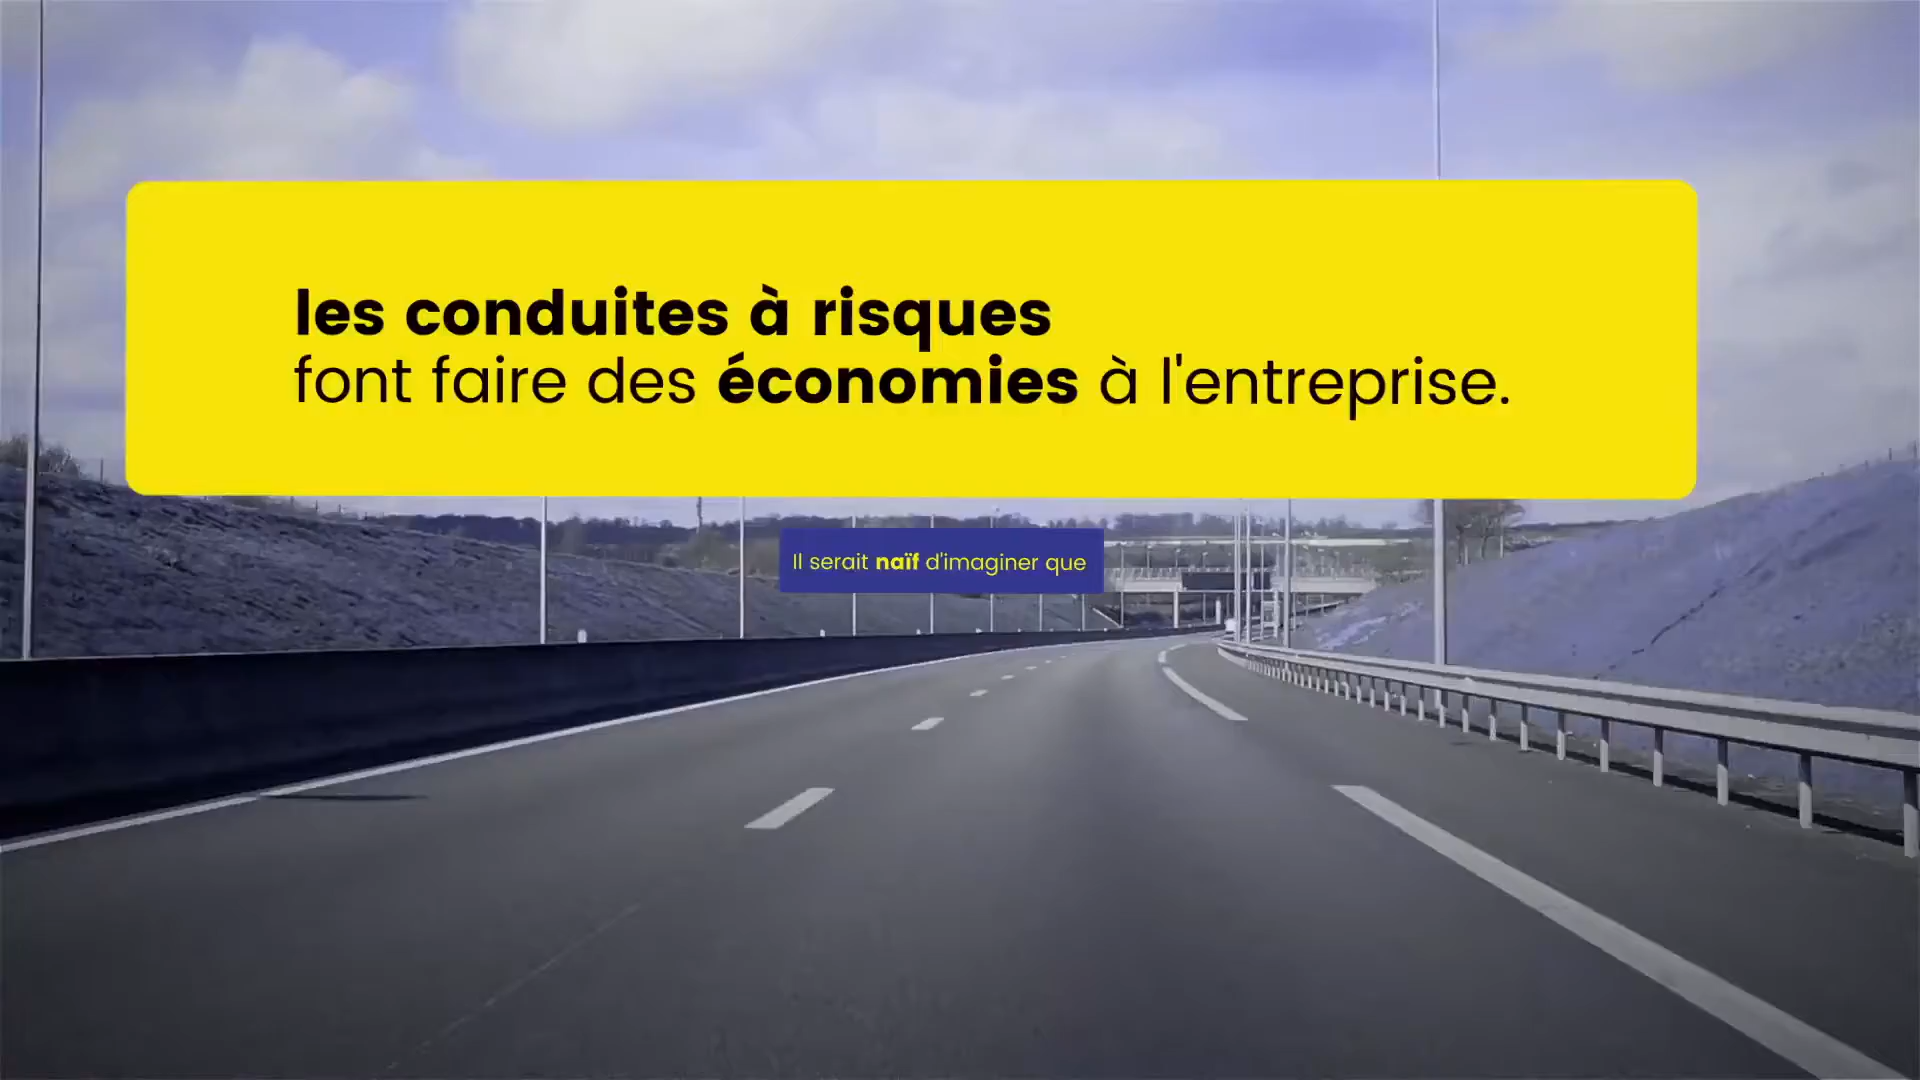 les conduites à risques
font faire des économies à l'entreprise.
Il serait naïf d'imaginer que